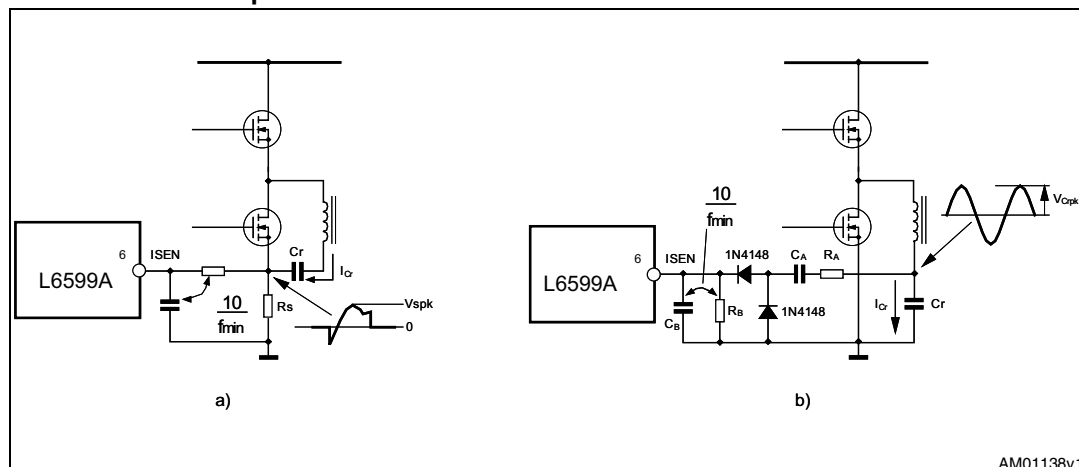 6
ISEN
L6599A
10
fmin
Cr
ICr
Rs
Vspk
0
a)
10
fmin
6
ISEN
L6599A
1N4148
CA
RA
CB
RB
1N4148
ICr
Cr
VCrpk
b)
AM01138v1